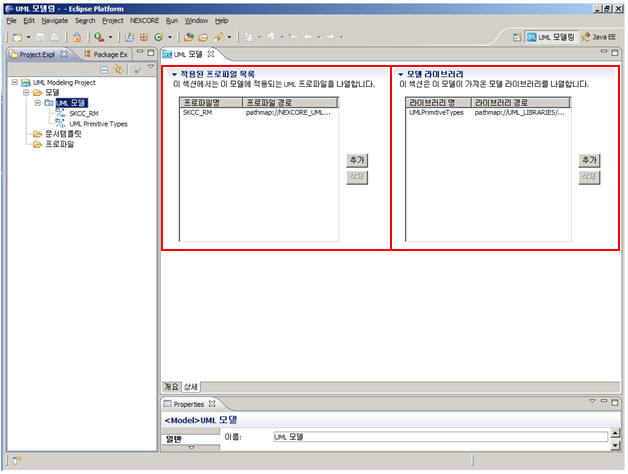 UML 모델링 - - Eclipse Platform
File Edit Navigate Search Project NEXCORE Run Window Help
UML 모델링 Java EE
Project Expl Package Ex
UML 모델
UML Modeling Project
모델
UML 모델
SKCC_RM
UML Primitive Types
문서템플릿
프로파일
적용된 프로파일 목록
이 섹션에서는 이 모델에 적용되는 UML 프로파일을 나열합니다.
프로파일명 프로파일 경로
SKCC_RM pathmap://NEXCORE_UML...
추가
삭제
모델 라이브러리
이 섹션은 이 모델이 가져온 모델 라이브러리를 나열합니다.
라이브러리 명 라이브러리 경로
UMLPrimitiveTypes pathmap://UML_LIBRARIES/...
추가
삭제
개요 상세
Properties
<Model>UML 모델
일반 이름: UML 모델